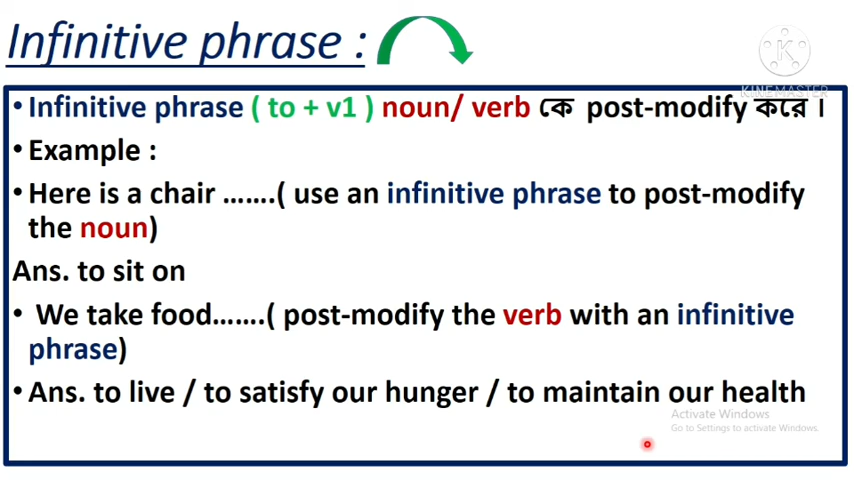 Infinitive phrase :
K
KINEMASTER
• Infinitive phrase ( to + v1 ) noun/ verb কে post-modify করে ।
• Example :
• Here is a chair …….( use an infinitive phrase to post-modify
the noun)
Ans. to sit on
• We take food…….( post-modify the verb with an infinitive
phrase)
• Ans. to live / to satisfy our hunger / to maintain our health
Activate Windows
Go to Settings to activate Windows.